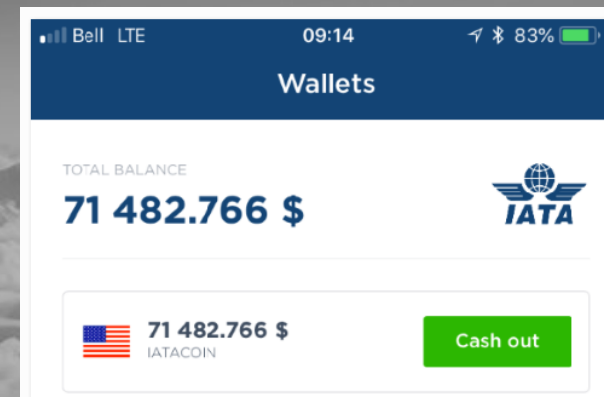 Bell LTE 09:14 83%
Wallets
TOTAL BALANCE
71 482.766 $
IATA
71 482.766 $
IATACOIN
Cash out